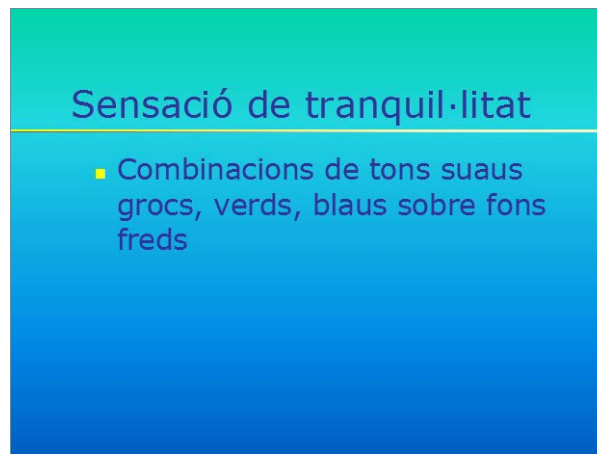 Sensació de tranquil·litat
Combinacions de tons suaus
grocs, verds, blaus sobre fons
freds